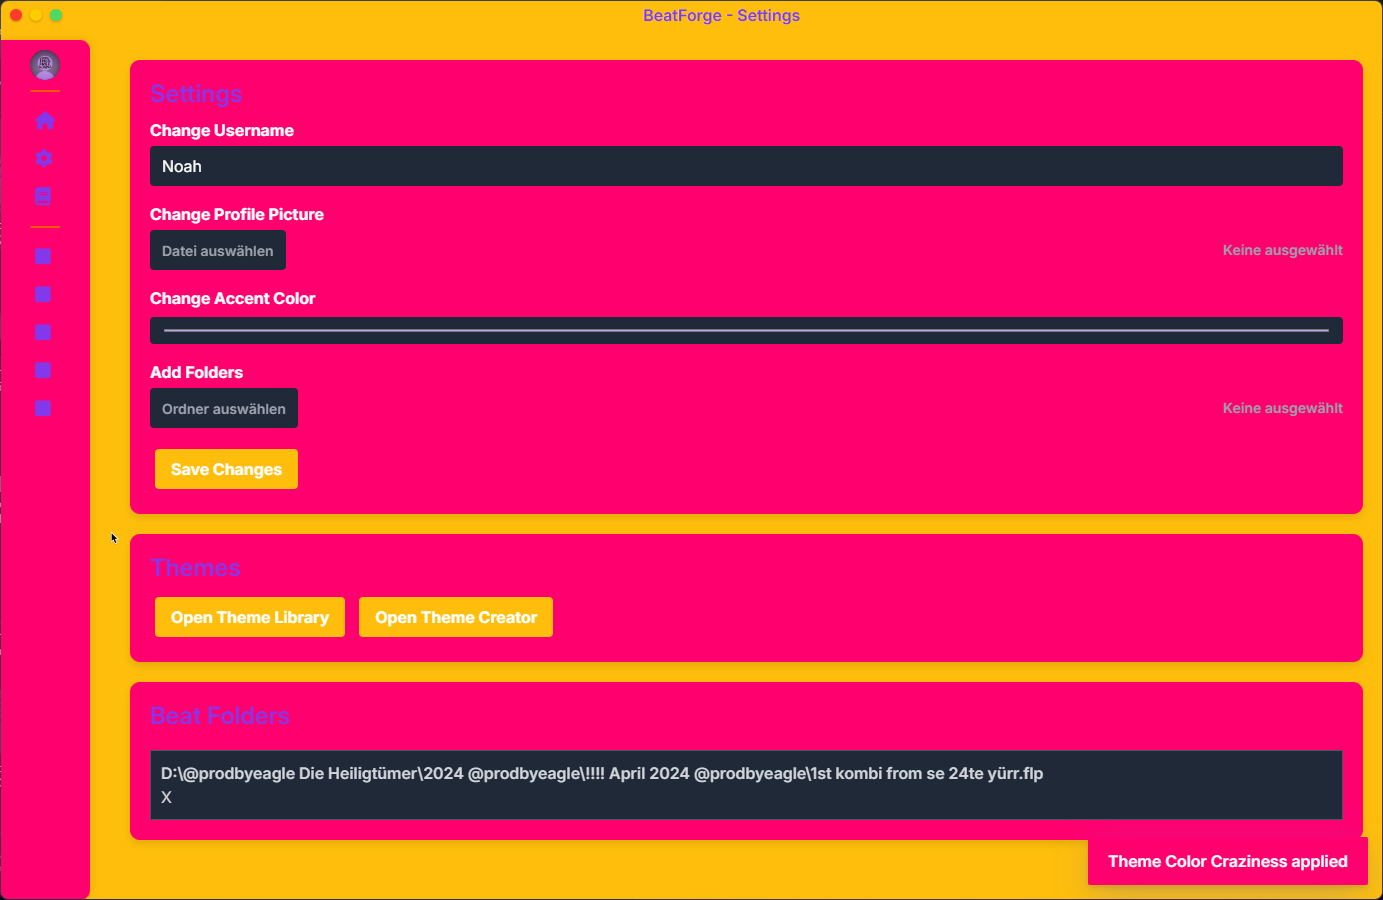 BeatForge - Settings
Settings
Change Username
Noah
Change Profile Picture
Datei auswählen
Keine ausgewählt
Change Accent Color
Add Folders
Ordner auswählen
Keine ausgewählt
Save Changes
Themes
Open Theme Library
Open Theme Creator
Beat Folders
D:\@prodbyeagle Die Heiligtümer\2024 @prodbyeagle\!!!! April 2024 @prodbyeagle\1st kombi from se 24te yürr.flp
X
Theme Color Craziness applied